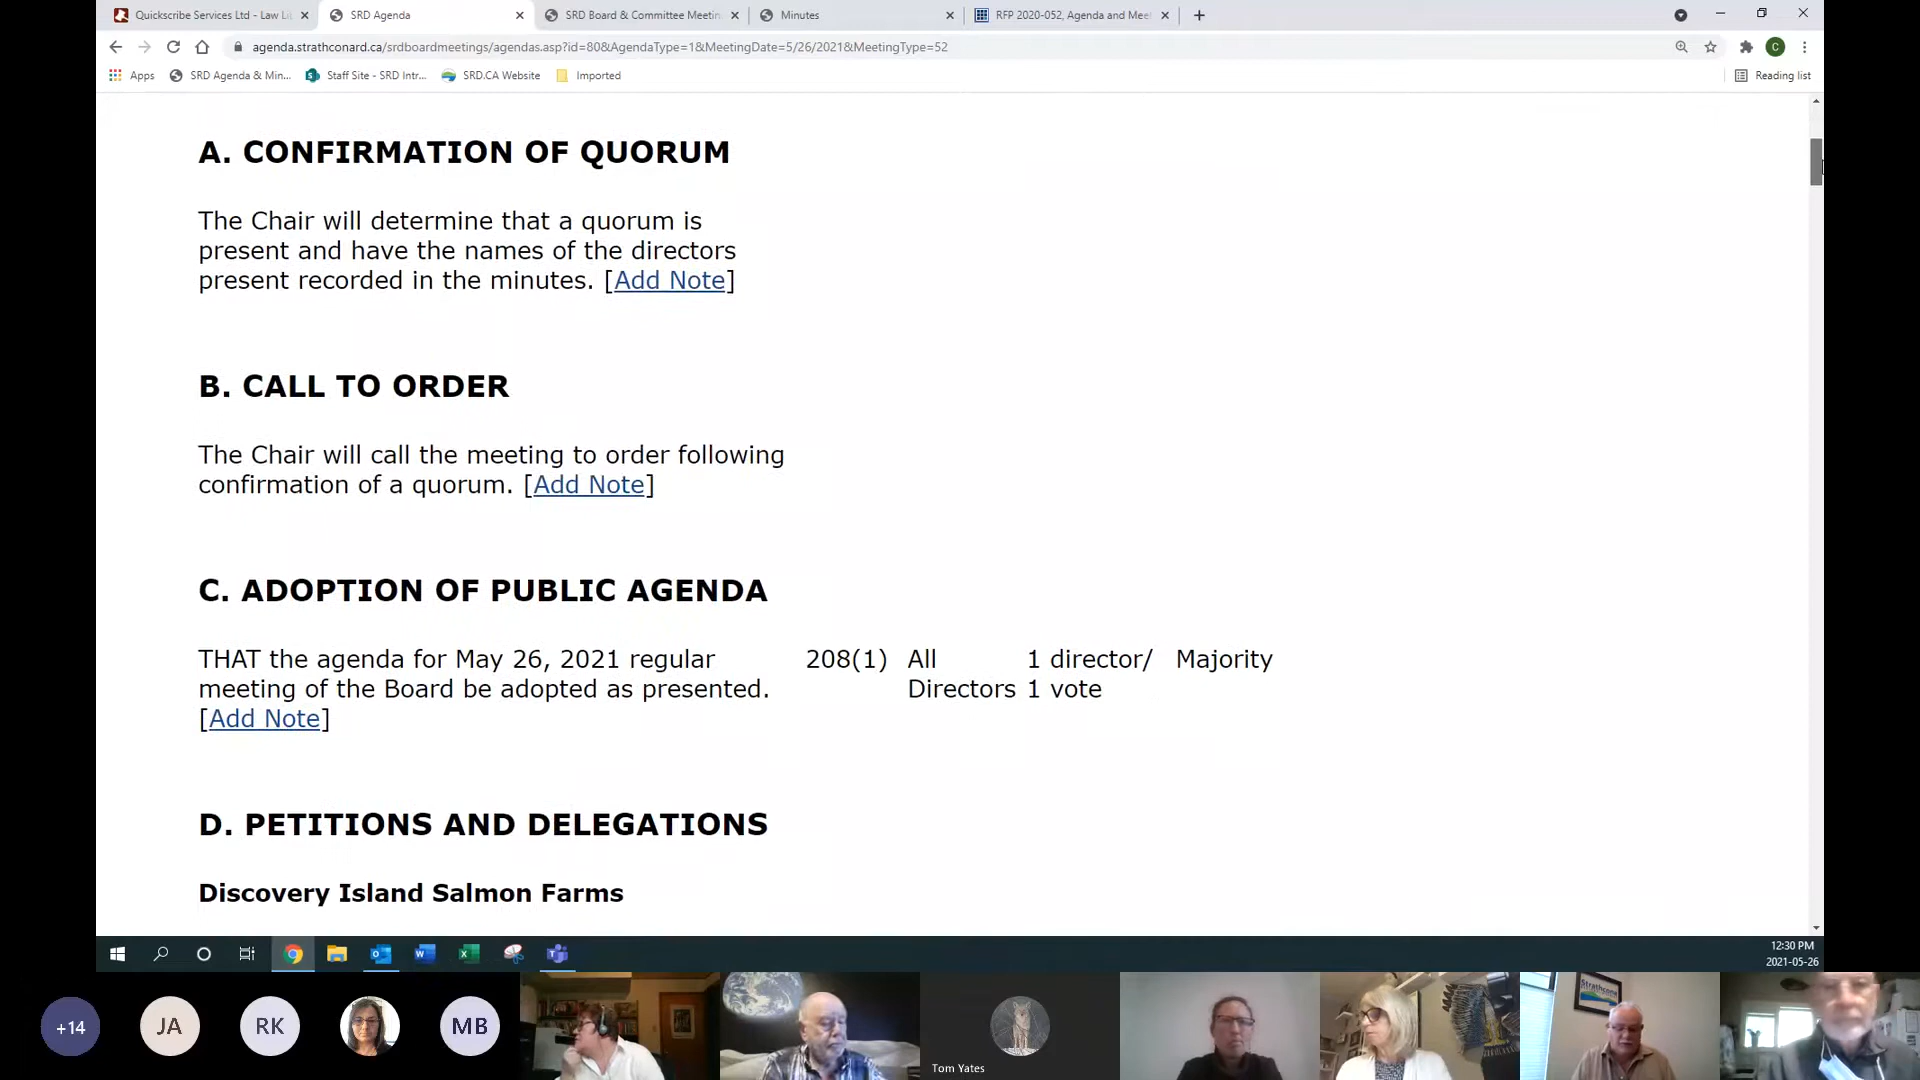 Quickscribe Services Ltd - Law Li
SRD Agenda
SRD Board & Committee Meetin
Minutes
RFP 2020-052, Agenda and Mee
agenda.strathconard.ca/srdboardmeetings/agendas.asp?id=80&AgendaType=1&MeetingDate=5/26/2021&MeetingType=52
C
Apps
SRD Agenda & Min...
Staff Site - SRD Intr...
SRD.CA Website
Imported
Reading list
A. CONFIRMATION OF QUORUM
The Chair will determine that a quorum is
present and have the names of the directors
present recorded in the minutes. [Add Note]
B. CALL TO ORDER
The Chair will call the meeting to order following
confirmation of a quorum. [Add Note]
C. ADOPTION OF PUBLIC AGENDA
THAT the agenda for May 26, 2021 regular 208(1) All 1 director/ Majority
meeting of the Board be adopted as presented. Directors 1 vote
[Add Note]
D. PETITIONS AND DELEGATIONS
Discovery Island Salmon Farms
12:30 PM
2021-05-26
+14
JA
RK
MB
Tom Yates
Strathcona